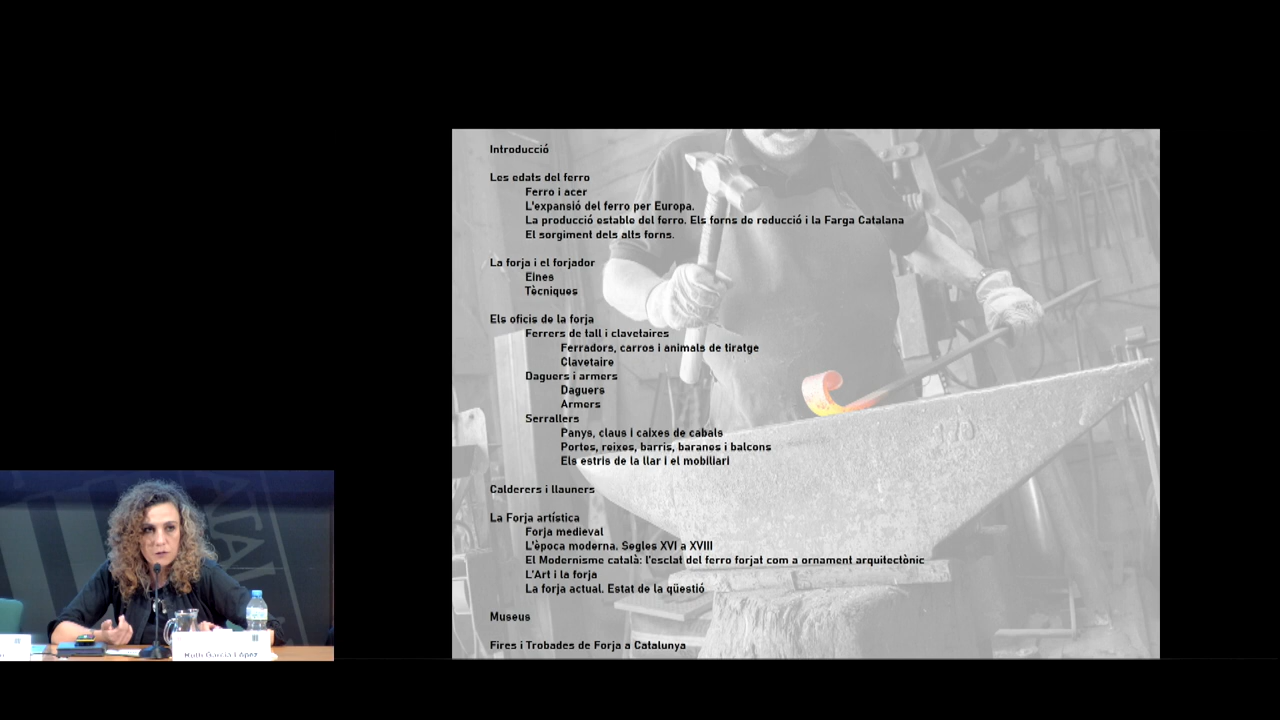 Introducció
Les edats del ferro
Ferro i acer
L'expansió del ferro per Europa.
La producció estable del ferro. Els forns de reducció i la Farga Catalana
El sorgiment dels alts forns.
La forja i el forjador
Eines
Tècniques
Els oficis de la forja
Ferrers de tall i clavetaires
Ferradors, carros i animals de tiratge
Clavetaire
Daguers i armers
Daguers
Armers
Serrallers
Panys, claus i caixes de cabals
Portes, reixes, barris, baranes i balcons
Els estris de la llar i el mobiliari
Calderers i llauners
La Forja artística
Forja medieval
L'època moderna. Segles XVI a XVIII
El Modernisme català: l'esclat del ferro forjat com a ornament arquitectònic
L'Art i la forja
La forja actual. Estat de la qüestió
Museus
Fires i Trobades de Forja a Catalunya
Ruth García López